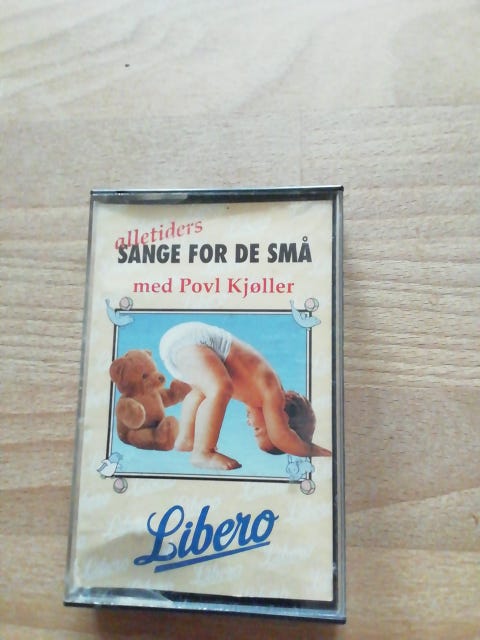 alletiders
SANGE FOR DE SMÅ
med Povl Kjøller
Libero